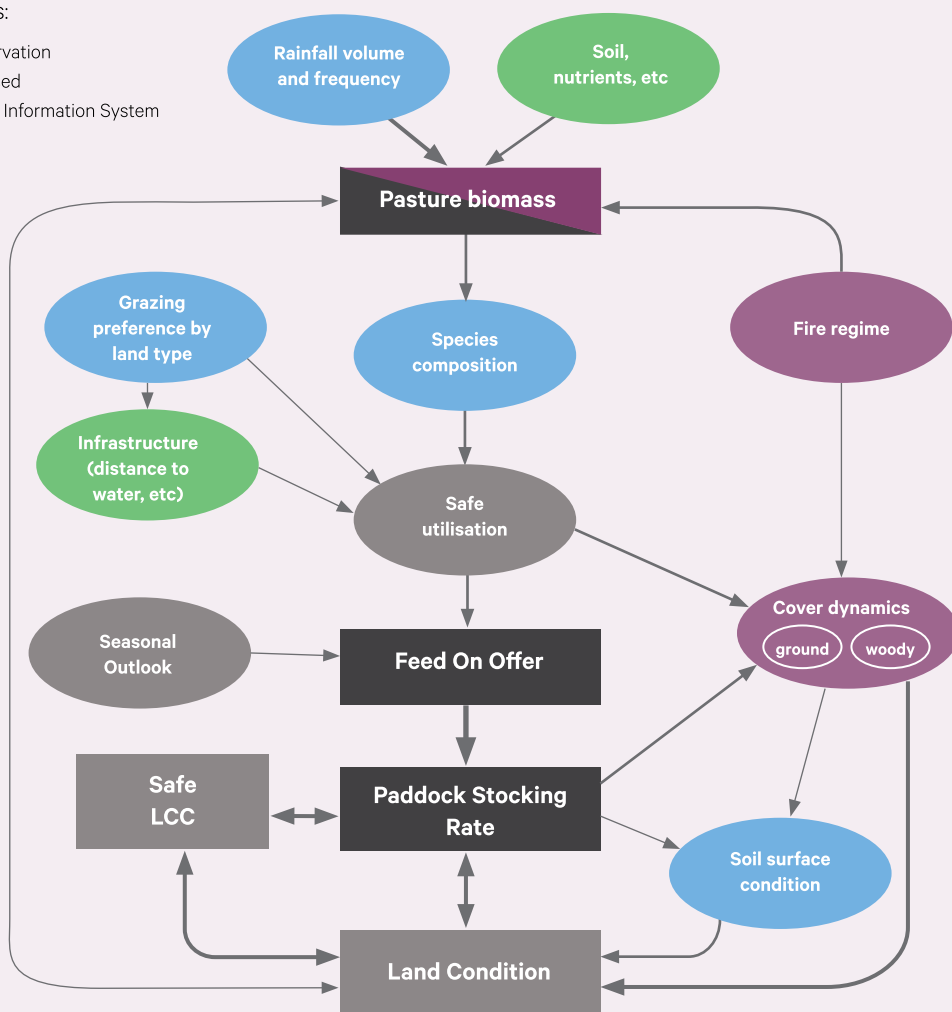 s:
rvation
ed
Information System
Rainfall volume
and frequency
Soil,
nutrients, etc
Pasture biomass
Grazing
preference by
land type
Species
composition
Fire regime
Infrastructure
(distance to
water, etc)
Safe
utilisation
Cover dynamics
ground woody
Seasonal
Outlook
Feed On Offer
Safe
LCC
Paddock Stocking
Rate
Soil surface
condition
Land Condition